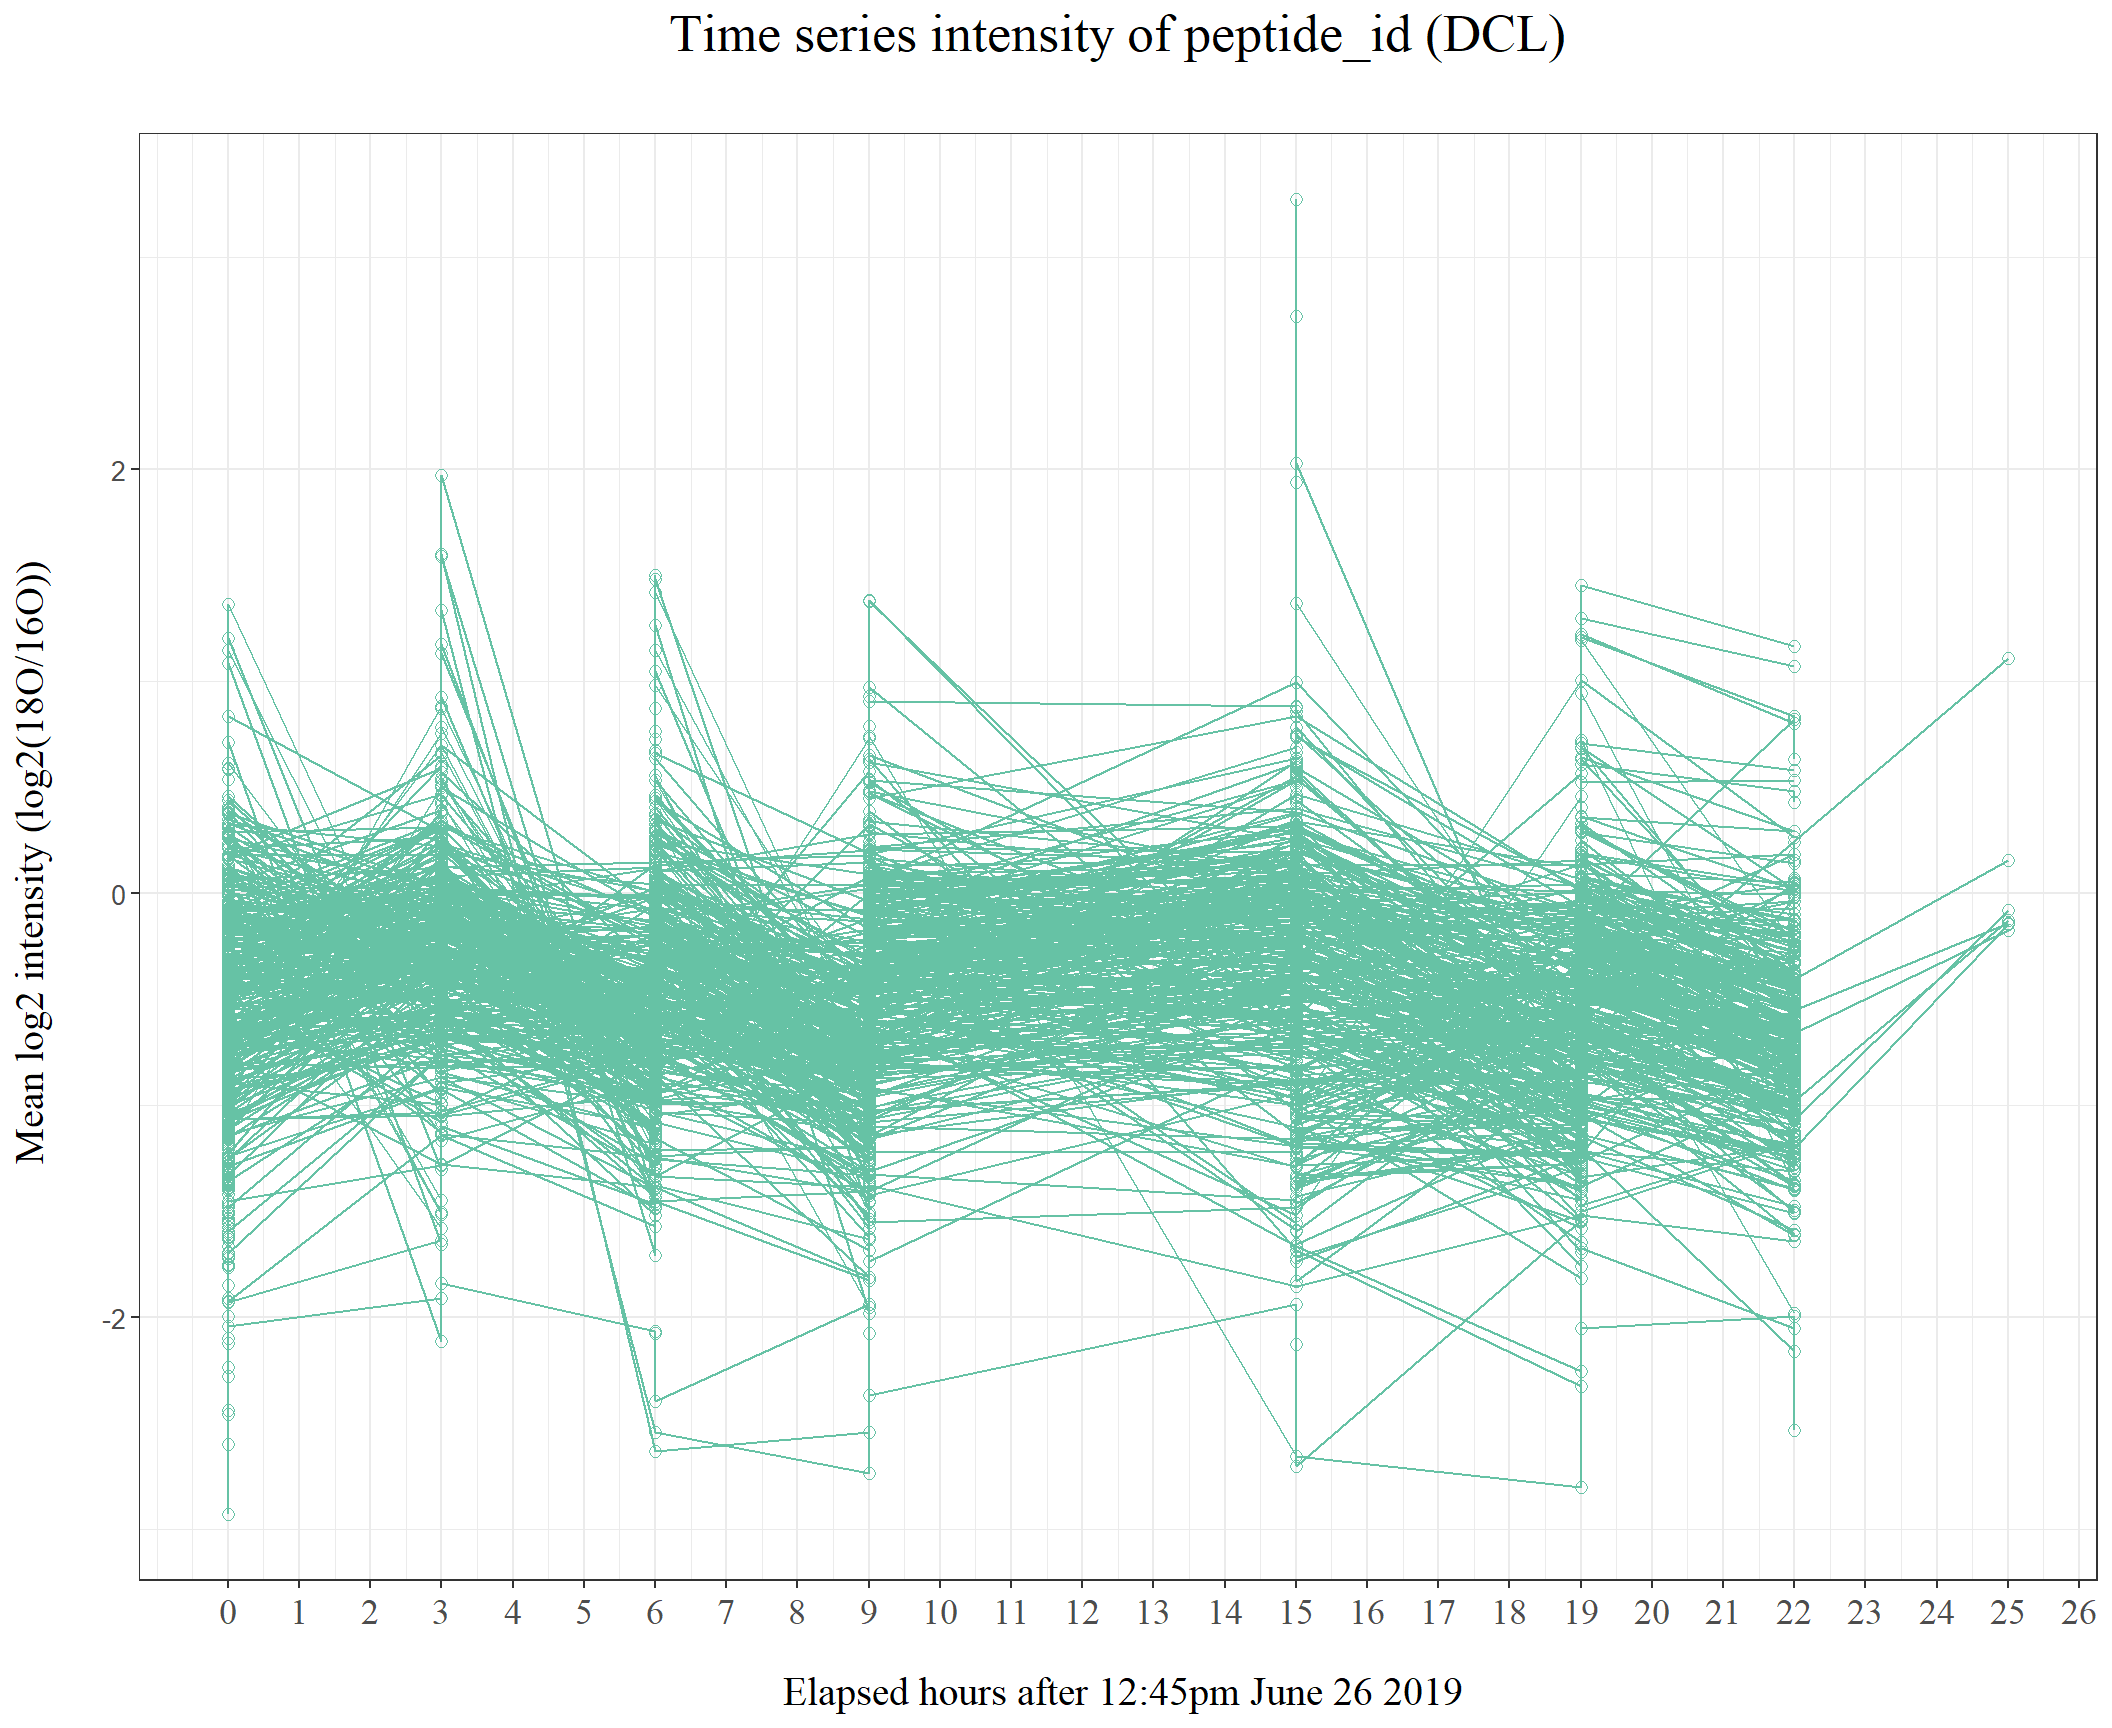 Time series intensity of peptide_id (DCL)
Mean log2 intensity (log2(18O/16O))
2
0
-2
0 1 2 3 4 5 6 7 8 9 10 11 12 13 14 15 16 17 18 19 20 21 22 23 24 25 26
Elapsed hours after 12:45pm June 26 2019